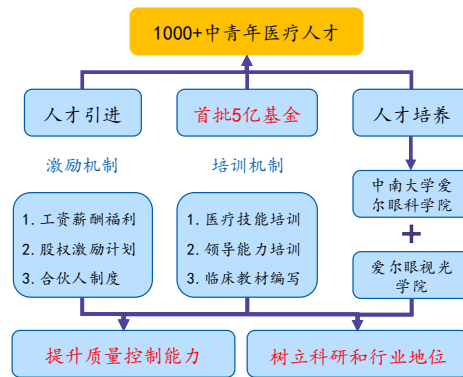 1000+中青年医疗人才
人才引进
首批5亿基金
人才培养
激励机制
培训机制
中南大学爱
尔眼科学院
+
1. 工资薪酬福利
2. 股权激励计划
3. 合伙人制度
1. 医疗技能培训
2. 领导能力培训
3. 临床教材编写
爱尔眼视光
学院
提升质量控制能力
树立科研和行业地位